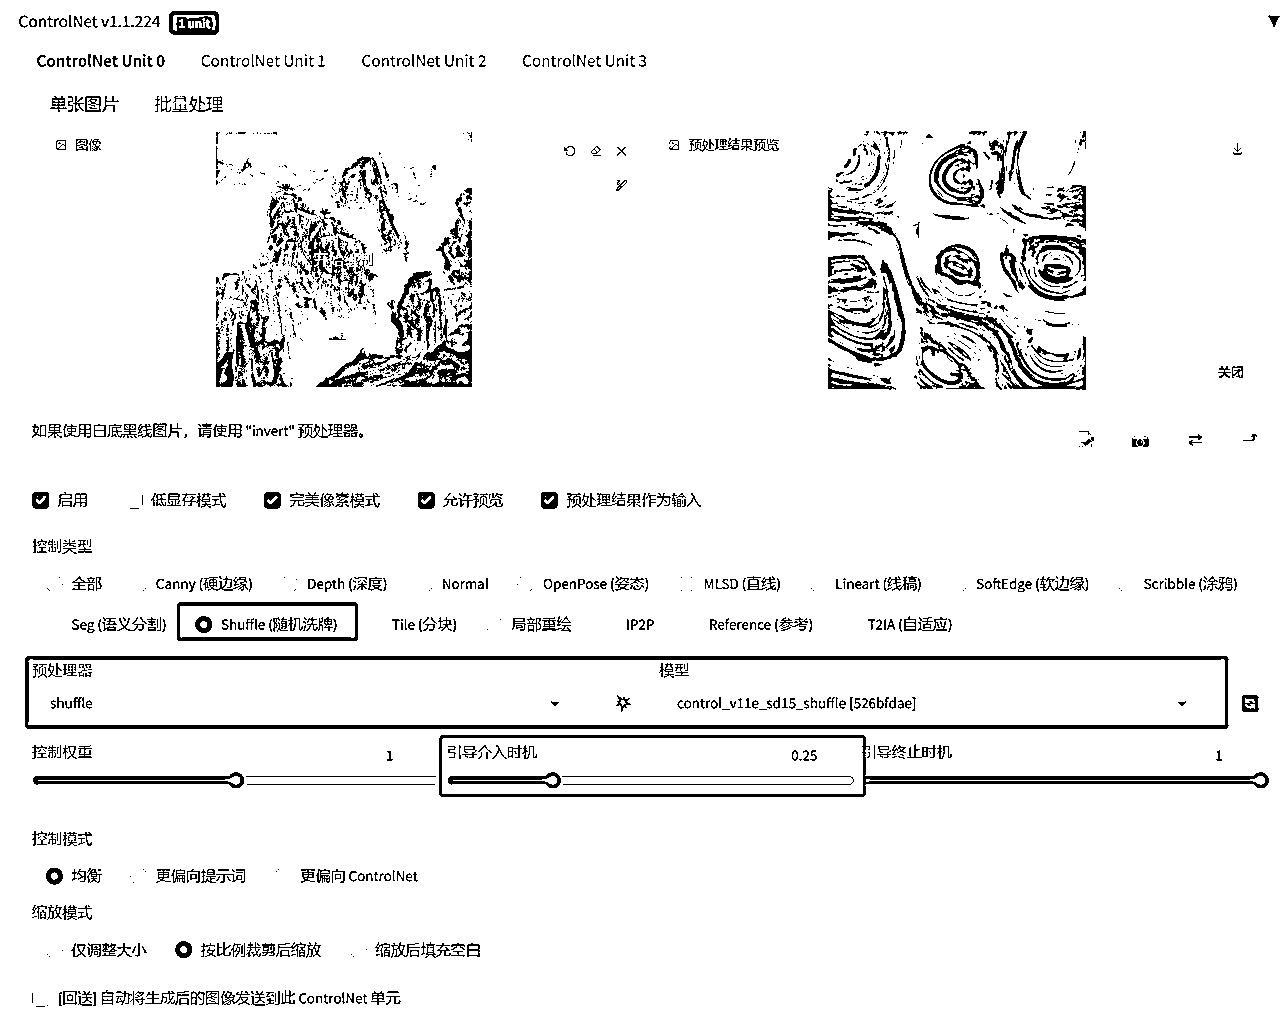 ControlNet v1.1.224 [1 unit]
ControlNet Unit 0 ControlNet Unit 1 ControlNet Unit 2 ControlNet Unit 3
单张图片 批量处理
图像 预处理结果预览
关闭
如果使用白底黑线图片，请使用 "invert" 预处理器。
启用 低显存模式 完美像素模式 允许预览 预处理结果作为输入
控制类型
全部 Canny (硬边缘) Depth (深度) Normal OpenPose (姿态) MLSD (直线) Lineart (线稿) SoftEdge (软边缘) Scribble (涂鸦)
Seg (语义分割) Shuffle (随机洗牌) Tile (分块) 局部重绘 IP2P Reference (参考) T2IA (自适应)
预处理器 模型
shuffle control_v11e_sd15_shuffle [526bfdae]
控制权重 1 引导介入时机 0.25 引导终止时机 1
控制模式
均衡 更偏向提示词 更偏向 ControlNet
缩放模式
仅调整大小 按比例裁剪后缩放 缩放后填充空白
[回送] 自动将生成后的图像发送到此 ControlNet 单元